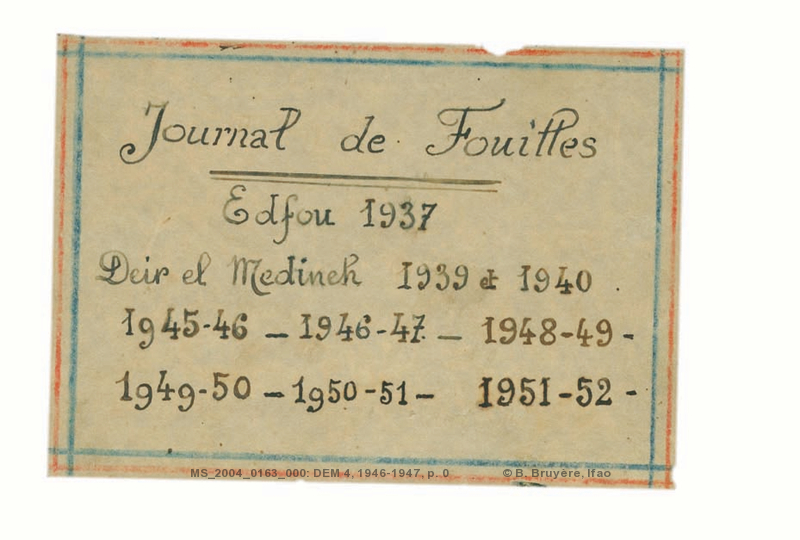 Journal de Fouilles
Edfou 1937
Deir el Medineh 1939 et 1940 .
1945-46 – 1946-47 – 1948-49 -
1949-50 – 1950-51 – 1951-52 -
MS_2004_0163_000: DEM 4, 1946-1947, p. 0 © B. Bruyère, Ifao